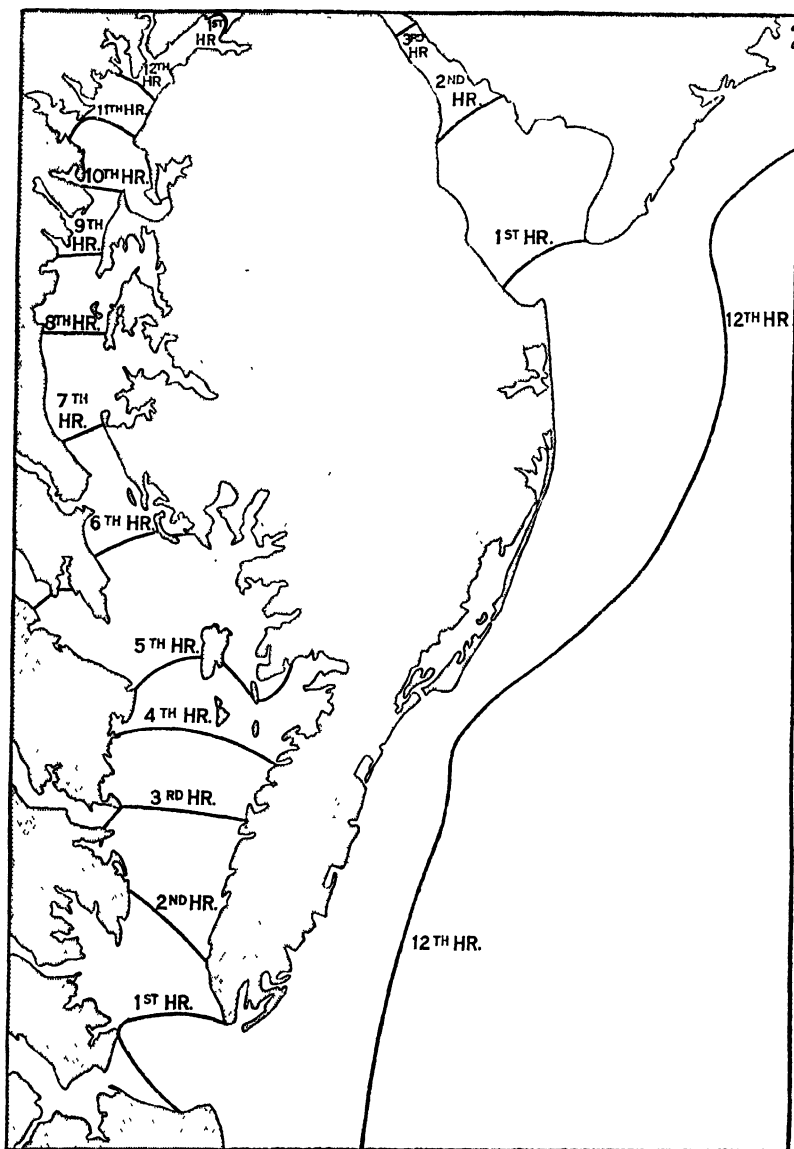 1ST
HR
12TH
HR
11TH HR.
10TH HR.
9TH
HR.
8TH HR.
7TH
HR.
6TH HR.
5TH HR.
4TH HR.
3RD HR.
2ND HR.
1ST HR.
3RD
HR
2ND
HR.
1ST HR.
12TH HR
12TH HR.